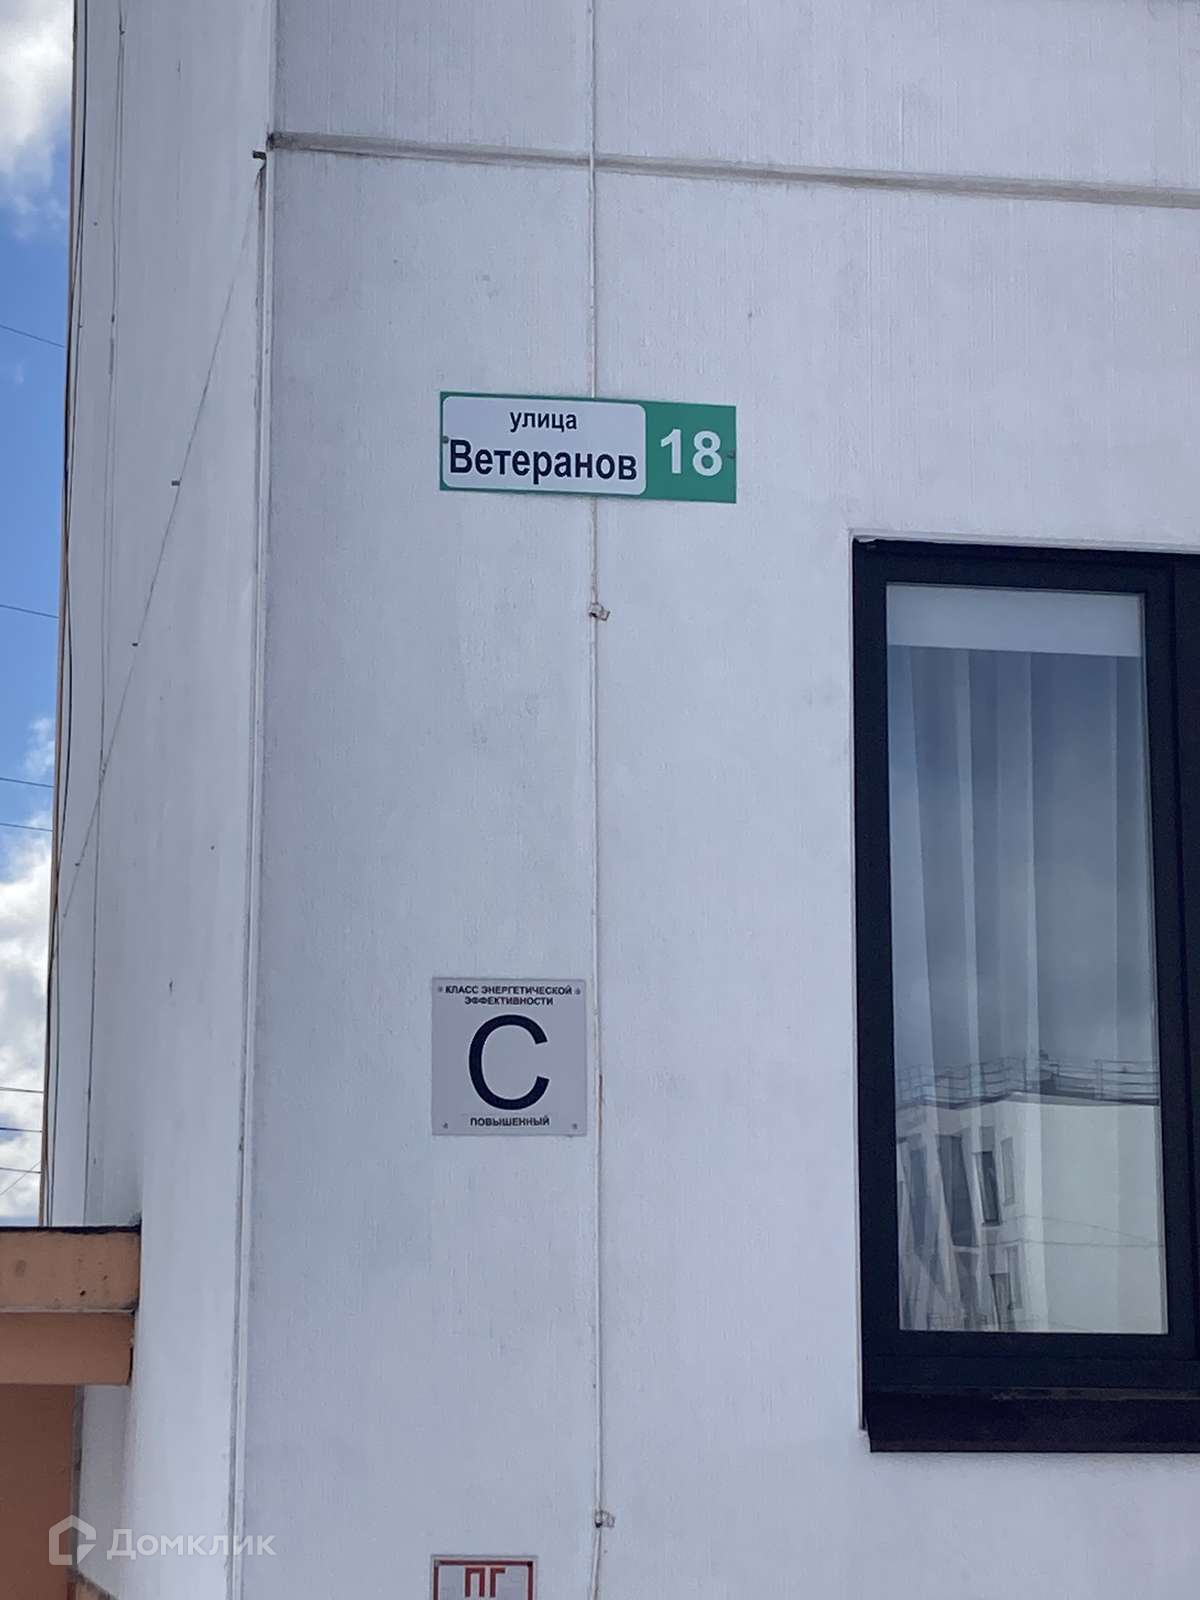 улица
Ветеранов
18
КЛАСС ЭНЕРГЕТИЧЕСКОЙ
ЭФФЕКТИВНОСТИ
С
ПОВЫШЕННЫЙ
ПГ
Домклик